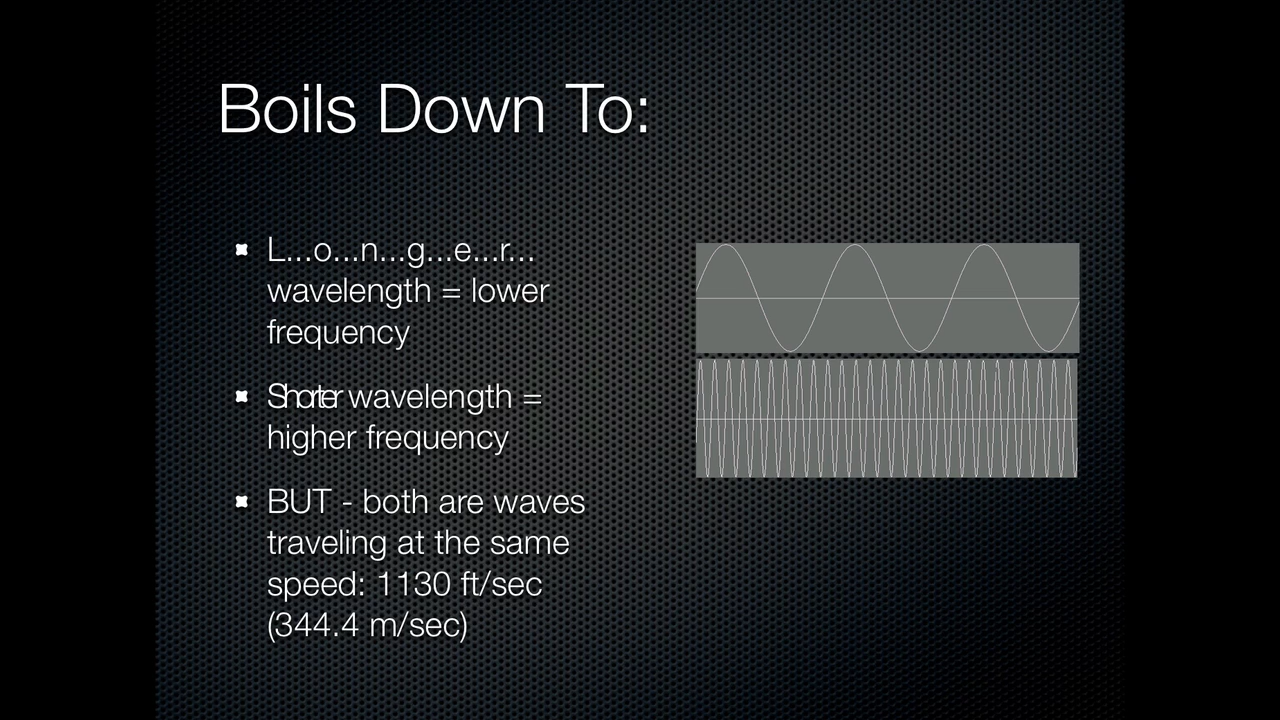 Boils Down To:
L...o...n...g...e...r...
wavelength = lower
frequency
Shorter wavelength =
higher frequency
BUT - both are waves
traveling at the same
speed: 1130 ft/sec
(344.4 m/sec)